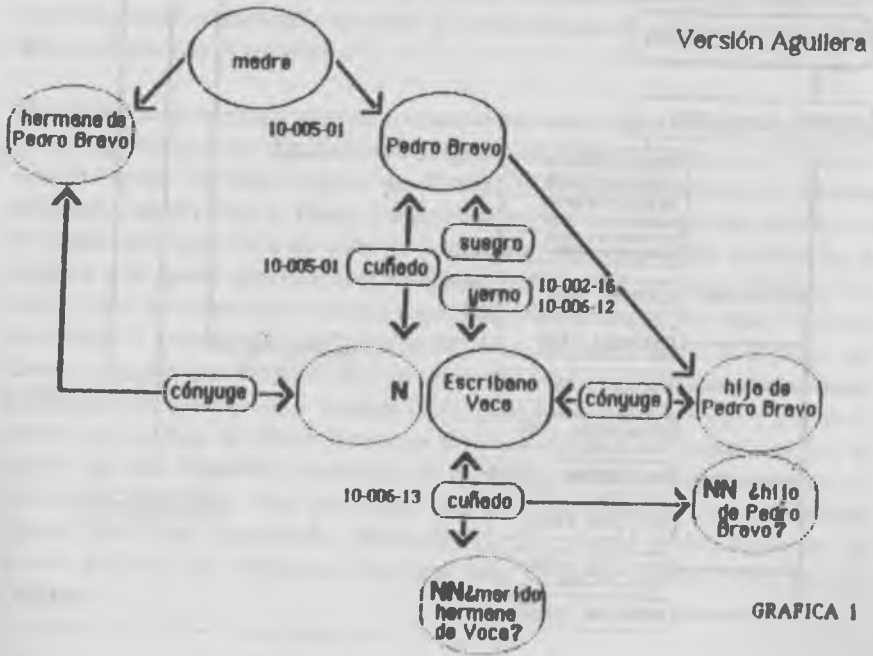 Versión Aguilera
madre
hermana de
Pedro Bravo
10-005-01
Pedro Bravo
suegro
10-005-01
cuñado
yerno
10-002-16
10-006-12
cónyuge
N
Escribano
Vaca
cónyuge
hija de
Pedro Bravo
10-006-13
cuñado
NN ¿hijo
de Pedro
Bravo?
NN¿marido
hermana
de Vaca?
GRAFICA 1